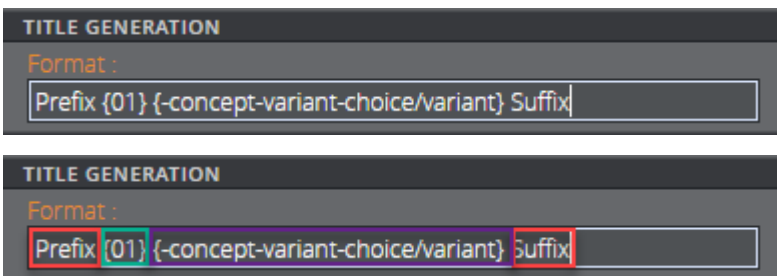 TITLE GENERATION
Format :
Prefix {01} {-concept-variant-choice/variant} Suffix
TITLE GENERATION
Format :
Prefix {01} {-concept-variant-choice/variant} Suffix